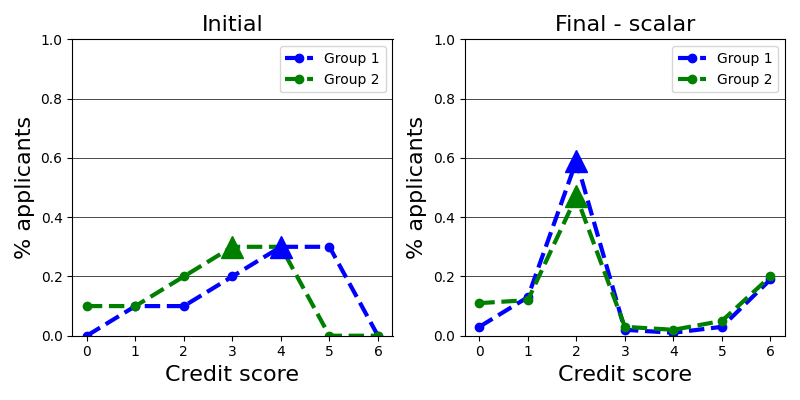 Initial
1.0
0.8
0.6
0.4
0.2
0.0
% applicants
0 1 2 3 4 5 6
Credit score
Group 1
Group 2
Final - scalar
1.0
0.8
0.6
0.4
0.2
0.0
% applicants
0 1 2 3 4 5 6
Credit score
Group 1
Group 2